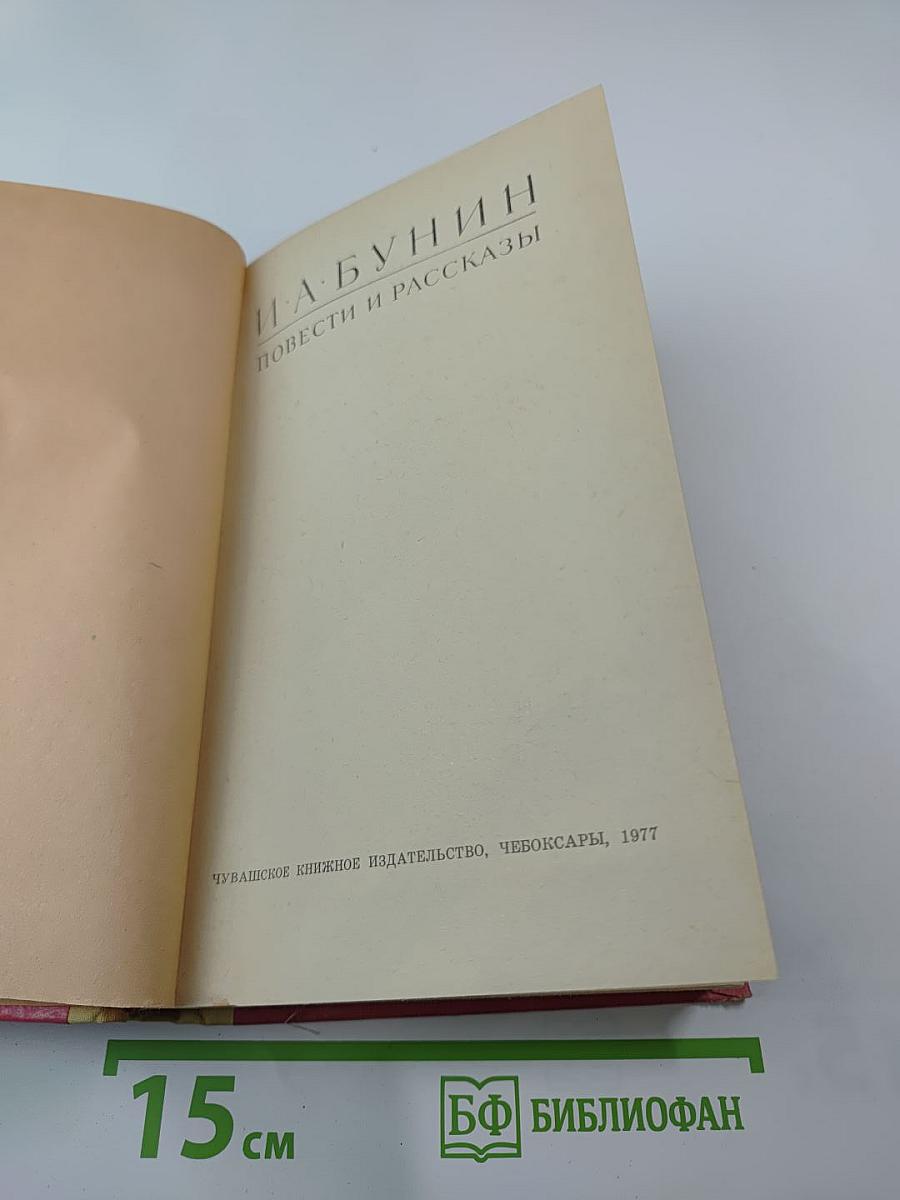 И·А·БУНИН
ПОВЕСТИ И РАССКАЗЫ
ЧУВАШСКОЕ КНИЖНОЕ ИЗДАТЕЛЬСТВО, ЧЕБОКСАРЫ, 1977
15 см
БФ БИБЛИОФАН